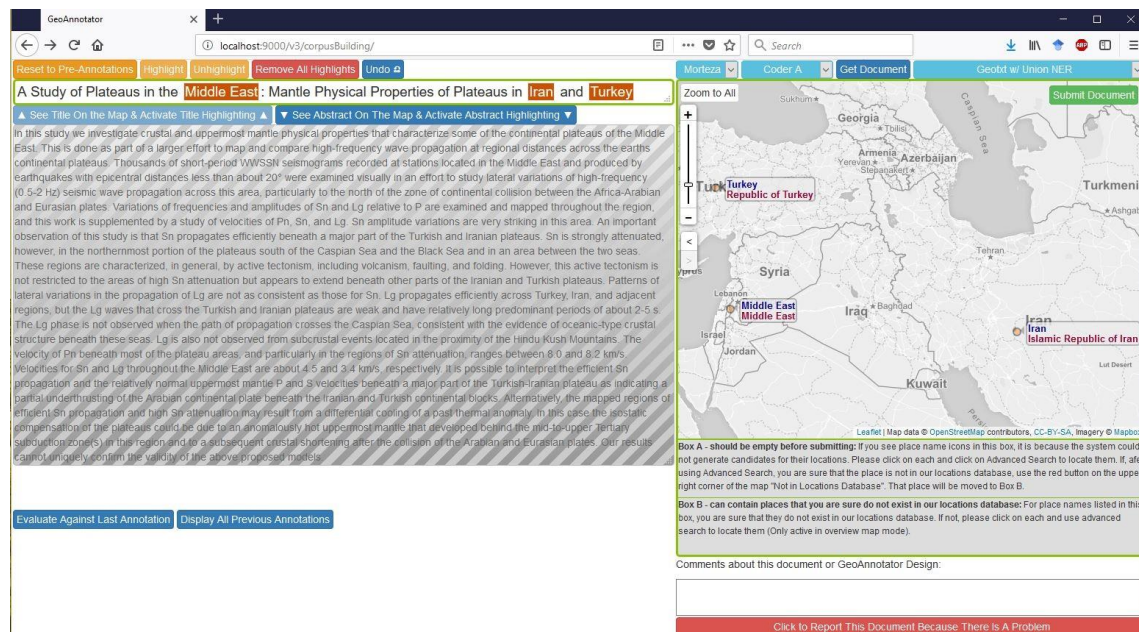 GeoAnnotator
localhost:9000/v3/corpusBuilding/
Search
Reset to Pre-Annotations Highlight Unhighlight Remove All Highlights Undo
Morteza Coder A Get Document Geotxt w/ Union NER
A Study of Plateaus in the Middle East: Mantle Physical Properties of Plateaus in Iran and Turkey
▲ See Title On the Map & Activate Title Highlighting ▲ ▼ See Abstract On The Map & Activate Abstract Highlighting ▼
In this study we investigate crustal and uppermost mantle physical properties that characterize some of the continental plateaus of the Middle
East. This is done as part of a larger effort to map and compare high-frequency wave propagation at regional distances across the earths
continental plateaus. Thousands of short-period WWSSN seismograms recorded at stations located in the Middle East and produced by
earthquakes with epicentral distances less than about 20° were examined visually in an effort to study lateral variations of high-frequency
(0.5-2 Hz) seismic wave propagation across this area, particularly to the north of the zone of continental collision between the Africa-Arabian
and Eurasian plates. Variations of frequencies and amplitudes of Sn and Lg relative to P are examined and mapped throughout the region,
and this work is supplemented by a study of velocities of Pn, Sn, and Lg. Sn amplitude variations are very striking in this area. An important
observation of this study is that Sn propagates efficiently beneath a major part of the Turkish and Iranian plateaus. Sn is strongly attenuated,
however, in the northernmost portion of the plateaus south of the Caspian Sea and the Black Sea and in an area between the two seas.
These regions are characterized, in general, by active tectonism, including volcanism, faulting, and folding. However, this active tectonism is
not restricted to the areas of high Sn attenuation but appears to extend beneath other parts of the Iranian and Turkish plateaus. Patterns of
lateral variations in the propagation of Lg are not as consistent as those for Sn. Lg propagates efficiently across Turkey, Iran, and adjacent
regions, but the Lg waves that cross the Turkish and Iranian plateaus are weak and have relatively long predominant periods of about 2-5 s.
The Lg phase is not observed when the path of propagation crosses the Caspian Sea, consistent with the evidence of oceanic-type crustal
structure beneath these seas. Lg is also not observed from subcrustal events located in the proximity of the Hindu Kush Mountains. The
velocity of Pn beneath most of the plateau areas, and particularly in the regions of Sn attenuation, ranges between 8.0 and 8.2 km/s.
Velocities for Sn and Lg throughout the Middle East are about 4.5 and 3.4 km/s, respectively. It is possible to interpret the efficient Sn
propagation and the relatively normal uppermost mantle P and S velocities beneath a major part of the Turkish-Iranian plateau as indicating a
partial underthrusting of the Arabian continental plate beneath the Iranian and Turkish continental blocks. Alternatively, the mapped regions of
efficient Sn propagation and high Sn attenuation may result from a differential cooling of a past thermal anomaly. In this case the isostatic
compensation of the plateaus could be due to an anomalously hot uppermost mantle that developed behind the mid-to-upper Tertiary
subduction zone(s) in this region and to a subsequent crustal shortening after the collision of the Arabian and Eurasian plates. Our results
cannot uniquely confirm the validity of the above proposed models.
Evaluate Against Last Annotation Display All Previous Annotations
Zoom to All
Submit Document
Sukhumi
Georgia
Tbilisi
Caspian Sea
Armenia
Yerevan
Azerbaijan
Stepanakert
Turkey
Republic of Turkey
Turkmeni
Ashgab
Tehran
Syria
Lebanon
Middle East
Middle East
Iraq
Baghdad
Israel
Jordan
Iran
Iran
Islamic Republic of Iran
Lut Desert
Kuwait
Leaflet | Map data © OpenStreetMap contributors, CC-BY-SA, Imagery © Mapbox
Box A - should be empty before submitting: If you see place name icons in this box, it is because the system could
not generate candidates for their locations. Please click on each and click on Advanced Search to locate them. If, afe
using Advanced Search, you are sure that the place is not in our locations database, use the red button on the upper
right corner of the map "Not in Locations Database". That place will be moved to Box B.
Box B - can contain places that you are sure do not exist in our locations database: For place names listed in this
box, you are sure that they do not exist in our locations database. If not, please click on each and use advanced
search to locate them (Only active in overview map mode).
Comments about this document or GeoAnnotator Design:
Click to Report This Document Because There Is A Problem